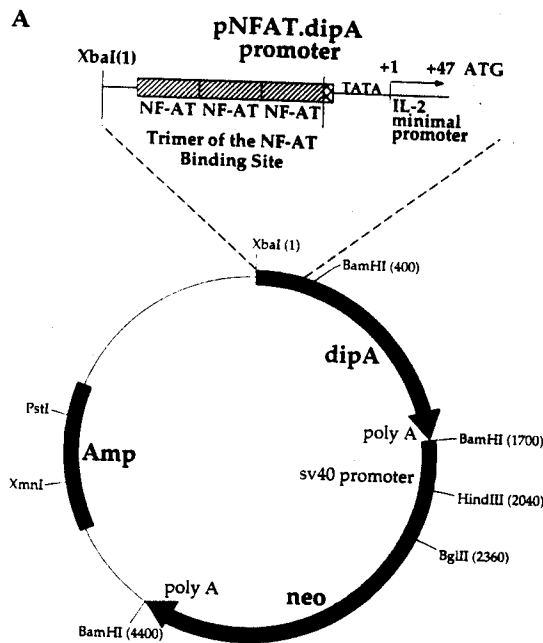 A
pNFAT.dipA
promoter
XbaI(1)
+1 +47 ATG
TATA
NF-AT NF-AT NF-AT
IL-2
minimal
promoter
Trimer of the NF-AT
Binding Site
XbaI (1)
BamHI (400)
dipA
PstI
poly A
BamHI (1700)
Amp
sv40 promoter
XmnI
HindIII (2040)
BglII (2360)
poly A
neo
BamHI (4400)